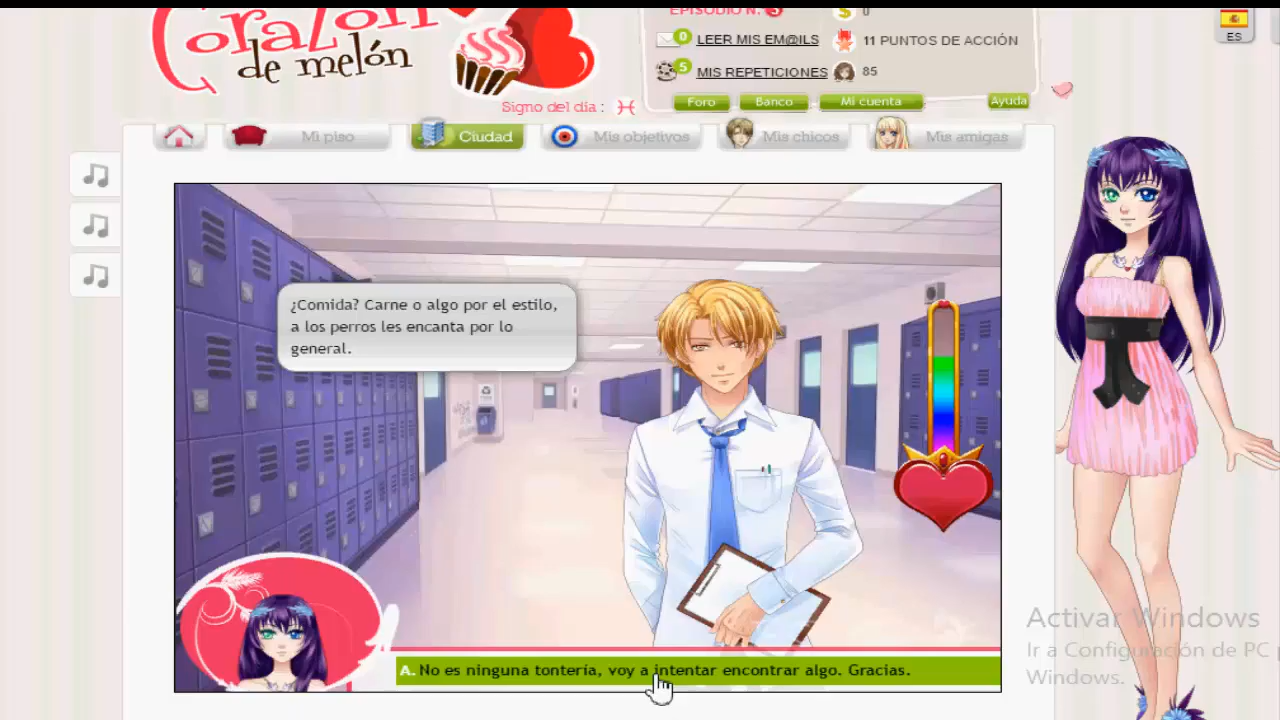 Corazón
de melón
EPISODIO N. 3
0
0
LEER MIS EM@ILS
11 PUNTOS DE ACCIÓN
5
MIS REPETICIONES
85
ES
Signo del día :
Foro
Banco
Mi cuenta
Ayuda
Mi piso
Ciudad
Mis objetivos
Mis chicos
Mis amigas
¿Comida? Carne o algo por el estilo,
a los perros les encanta por lo
general.
A. No es ninguna tontería, voy a intentar encontrar algo. Gracias.
Activar Windows
Ir a Configuración de PC
Windows.